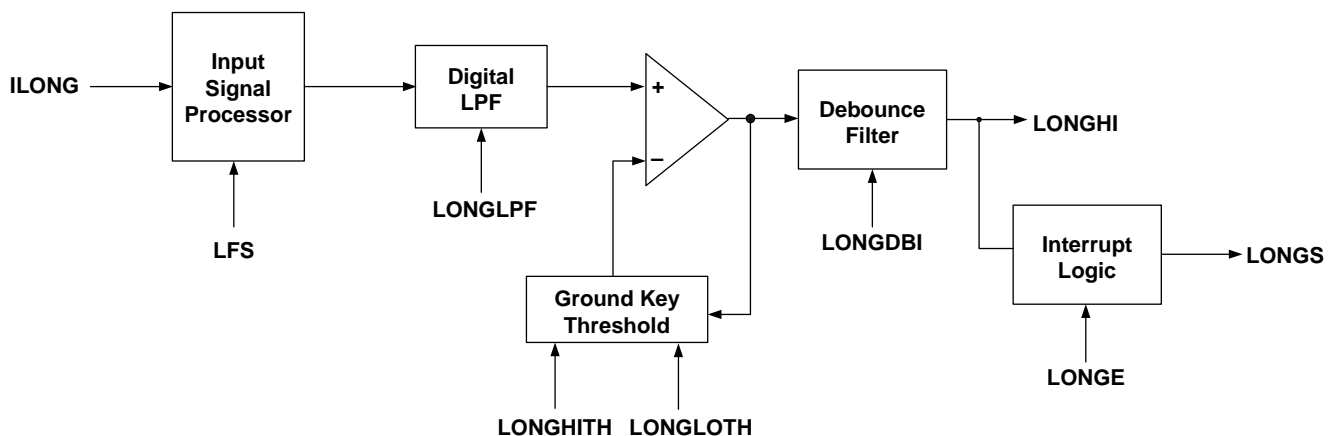 ILONG
Input
Signal
Processor
LFS
Digital
LPF
LONGLPF
+
–
Ground Key
Threshold
LONGHITH
LONGLOTH
Debounce
Filter
LONGDBI
LONGHI
Interrupt
Logic
LONGS
LONGE